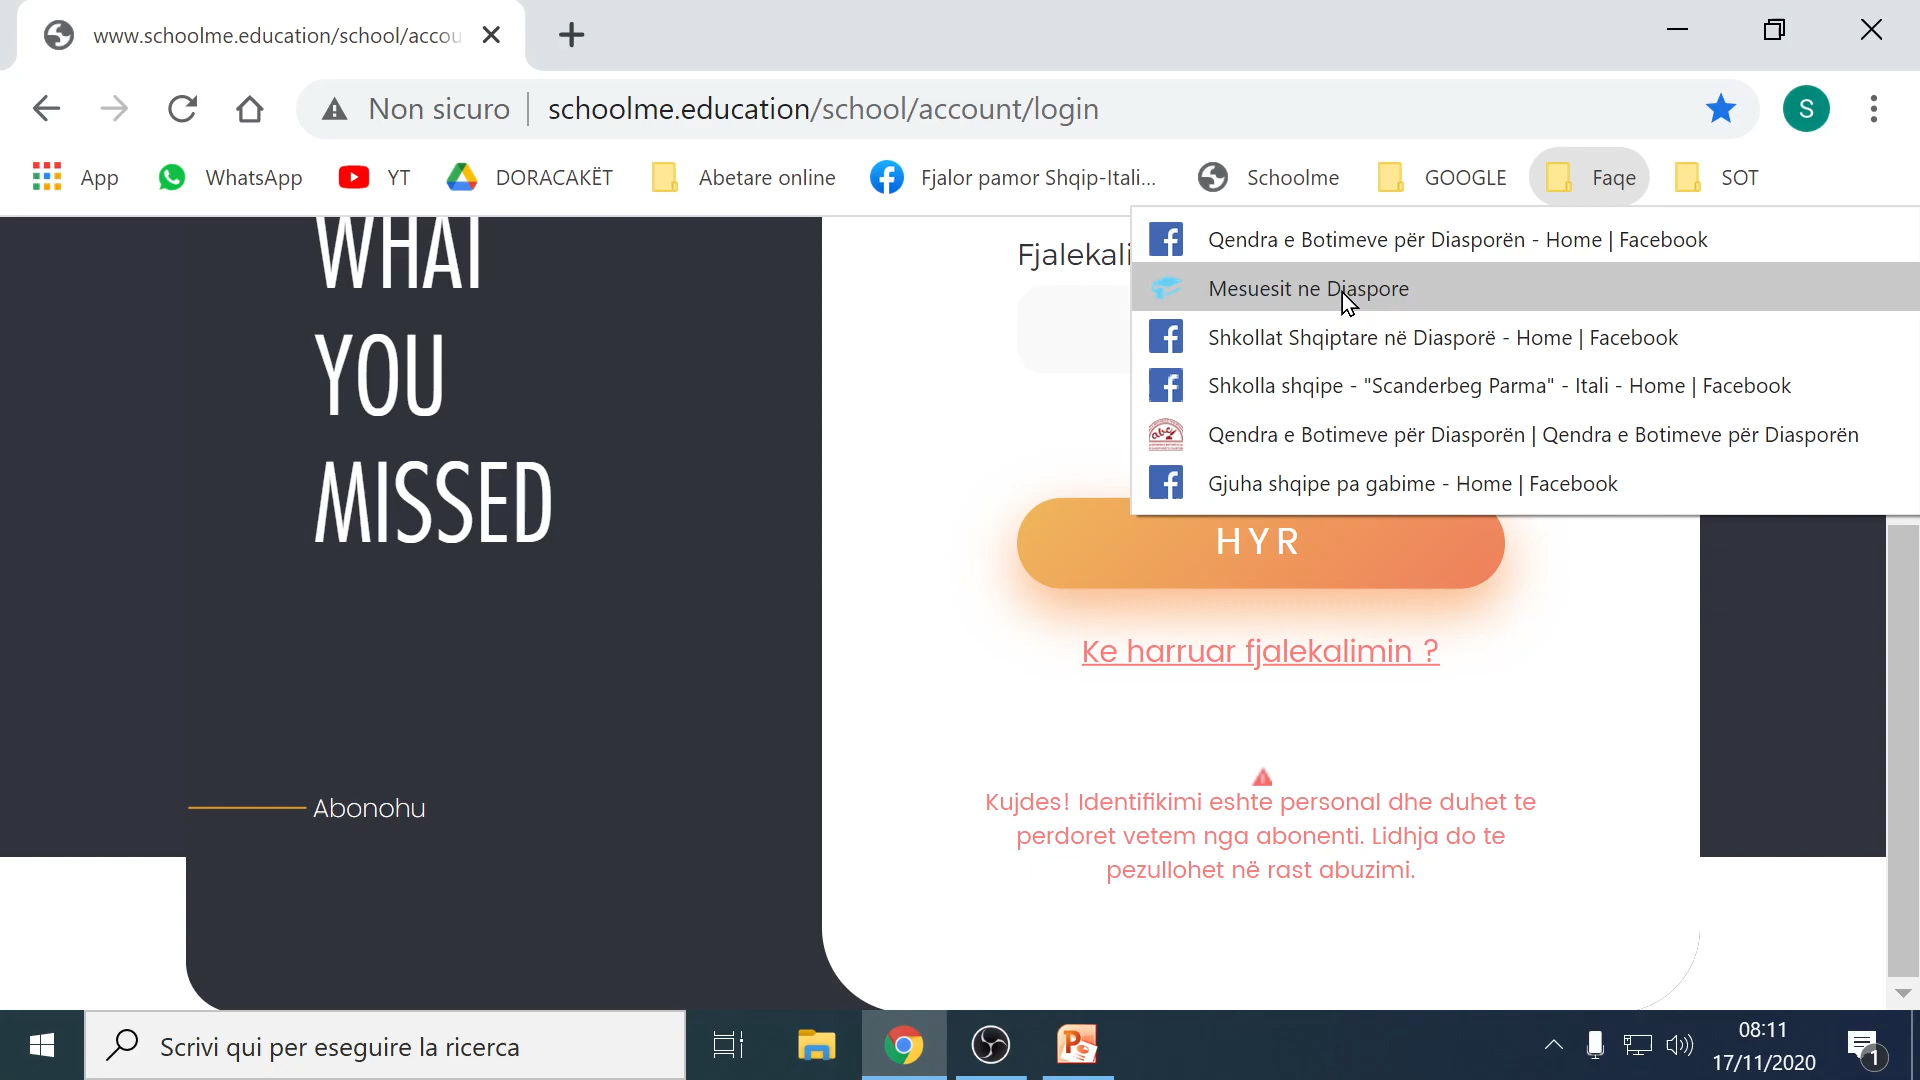 www.schoolme.education/school/accou
Non sicuro
schoolme.education/school/account/login
S
App
WhatsApp
YT
DORACAKËT
Abetare online
Fjalor pamor Shqip-Itali...
Schoolme
GOOGLE
Faqe
SOT
Qendra e Botimeve për Diasporën - Home | Facebook
Mesuesit ne Diaspore
Shkollat Shqiptare në Diasporë - Home | Facebook
Shkolla shqipe - "Scanderbeg Parma" - Itali - Home | Facebook
Qendra e Botimeve për Diasporën | Qendra e Botimeve për Diasporën
Gjuha shqipe pa gabime - Home | Facebook
WHAT
YOU
MISSED
Abonohu
Fjalekali
HYR
Ke harruar fjalekalimin ?
Kujdes! Identifikimi eshte personal dhe duhet te
perdoret vetem nga abonenti. Lidhja do te
pezullohet në rast abuzimi.
Scrivi qui per eseguire la ricerca
08:11
17/11/2020
1